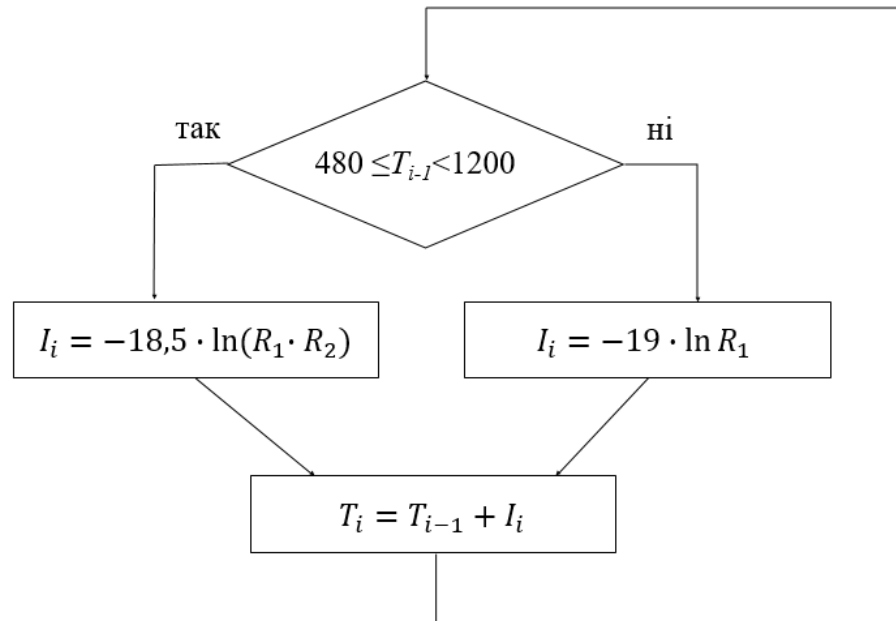 так
ні
480 ≤T_{i-1}<1200
I_i = −18,5 · ln(R_1 · R_2)
I_i = −19 · ln R_1
T_i = T_{i−1} + I_i